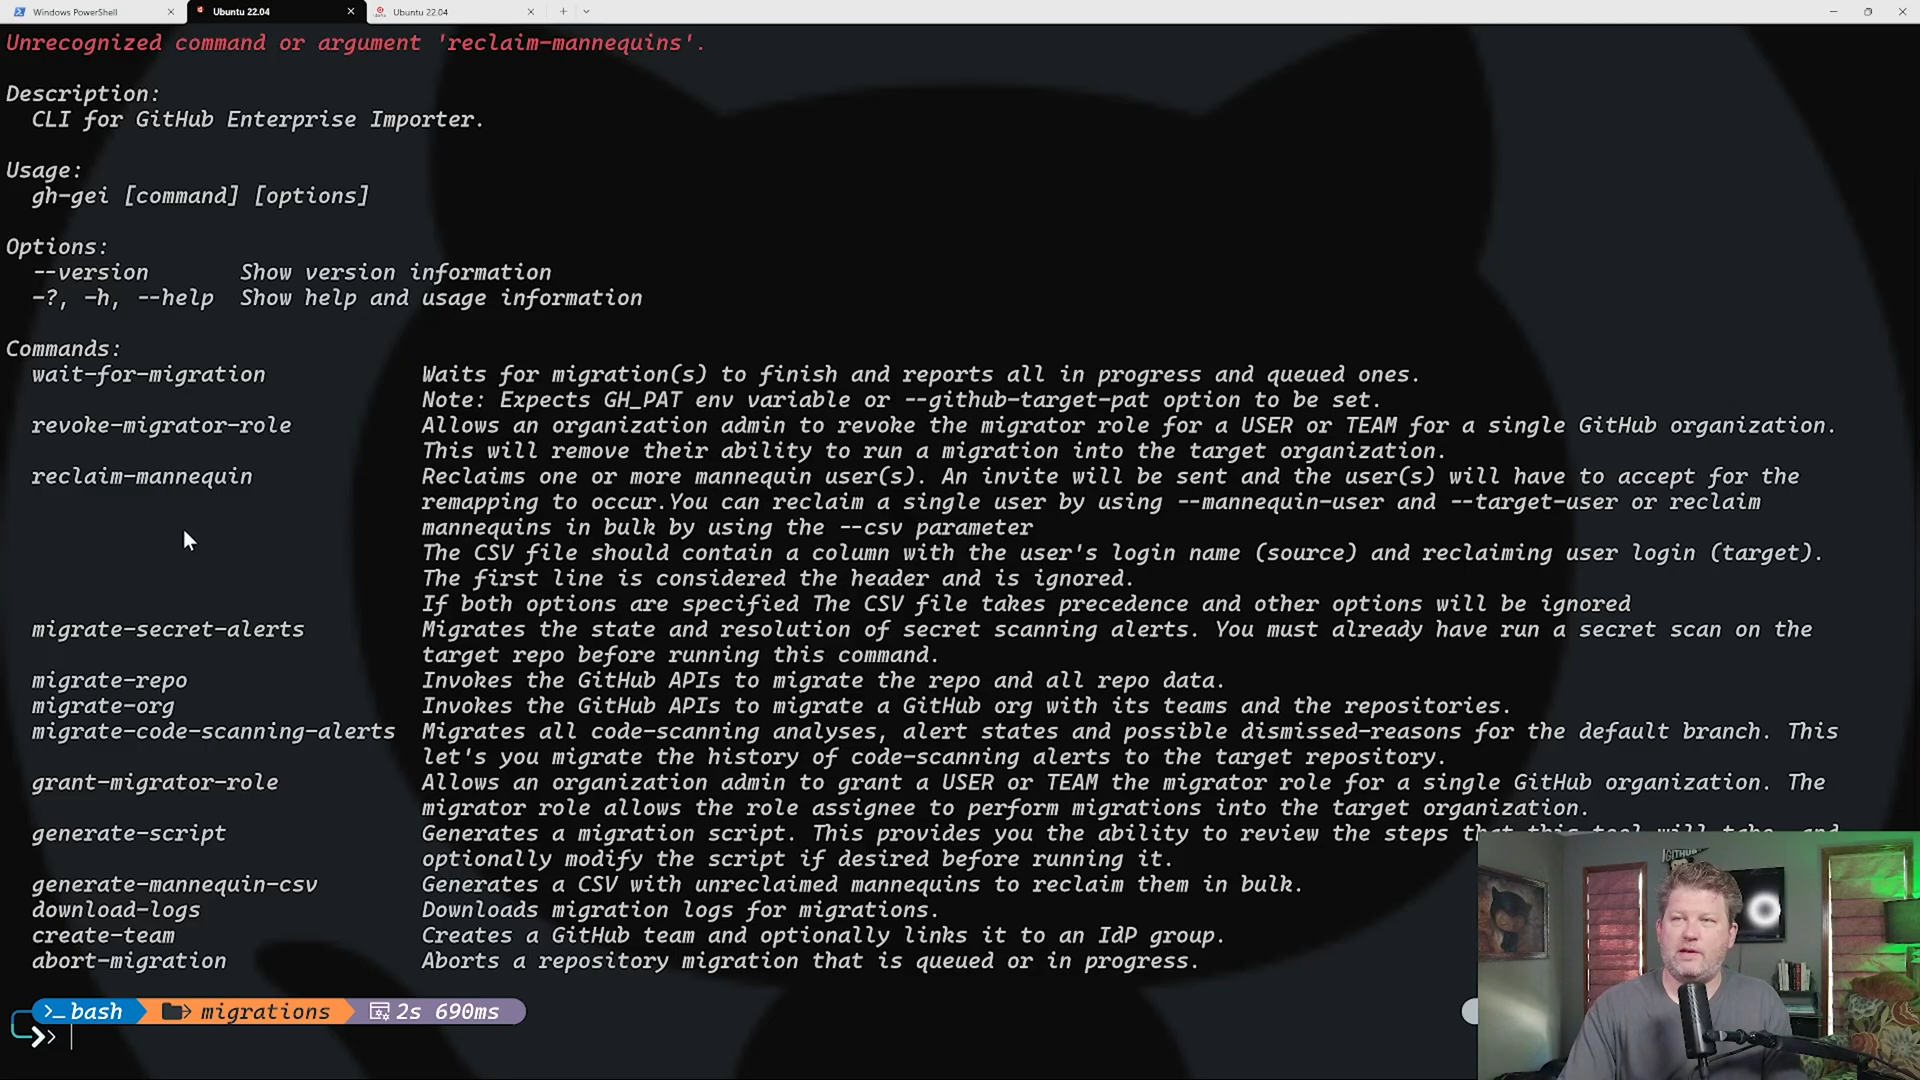 Windows PowerShell
Ubuntu 22.04
Ubuntu 22.04
Unrecognized command or argument 'reclaim-mannequins'.
Description:
CLI for GitHub Enterprise Importer.
Usage:
gh-gei [command] [options]
Options:
--version Show version information
-?, -h, --help Show help and usage information
Commands:
wait-for-migration Waits for migration(s) to finish and reports all in progress and queued ones.
Note: Expects GH_PAT env variable or --github-target-pat option to be set.
revoke-migrator-role Allows an organization admin to revoke the migrator role for a USER or TEAM for a single GitHub organization.
This will remove their ability to run a migration into the target organization.
reclaim-mannequin Reclaims one or more mannequin user(s). An invite will be sent and the user(s) will have to accept for the
remapping to occur.You can reclaim a single user by using --mannequin-user and --target-user or reclaim
mannequins in bulk by using the --csv parameter
The CSV file should contain a column with the user's login name (source) and reclaiming user login (target).
The first line is considered the header and is ignored.
If both options are specified The CSV file takes precedence and other options will be ignored
migrate-secret-alerts Migrates the state and resolution of secret scanning alerts. You must already have run a secret scan on the
target repo before running this command.
migrate-repo Invokes the GitHub APIs to migrate the repo and all repo data.
migrate-org Invokes the GitHub APIs to migrate a GitHub org with its teams and the repositories.
migrate-code-scanning-alerts Migrates all code-scanning analyses, alert states and possible dismissed-reasons for the default branch. This
let's you migrate the history of code-scanning alerts to the target repository.
grant-migrator-role Allows an organization admin to grant a USER or TEAM the migrator role for a single GitHub organization. The
migrator role allows the role assignee to perform migrations into the target organization.
generate-script Generates a migration script. This provides you the ability to review the steps that this tool will take, and
optionally modify the script if desired before running it.
generate-mannequin-csv Generates a CSV with unreclaimed mannequins to reclaim them in bulk.
download-logs Downloads migration logs for migrations.
create-team Creates a GitHub team and optionally links it to an IdP group.
abort-migration Aborts a repository migration that is queued or in progress.
bash migrations 2s 690ms
GITHUB